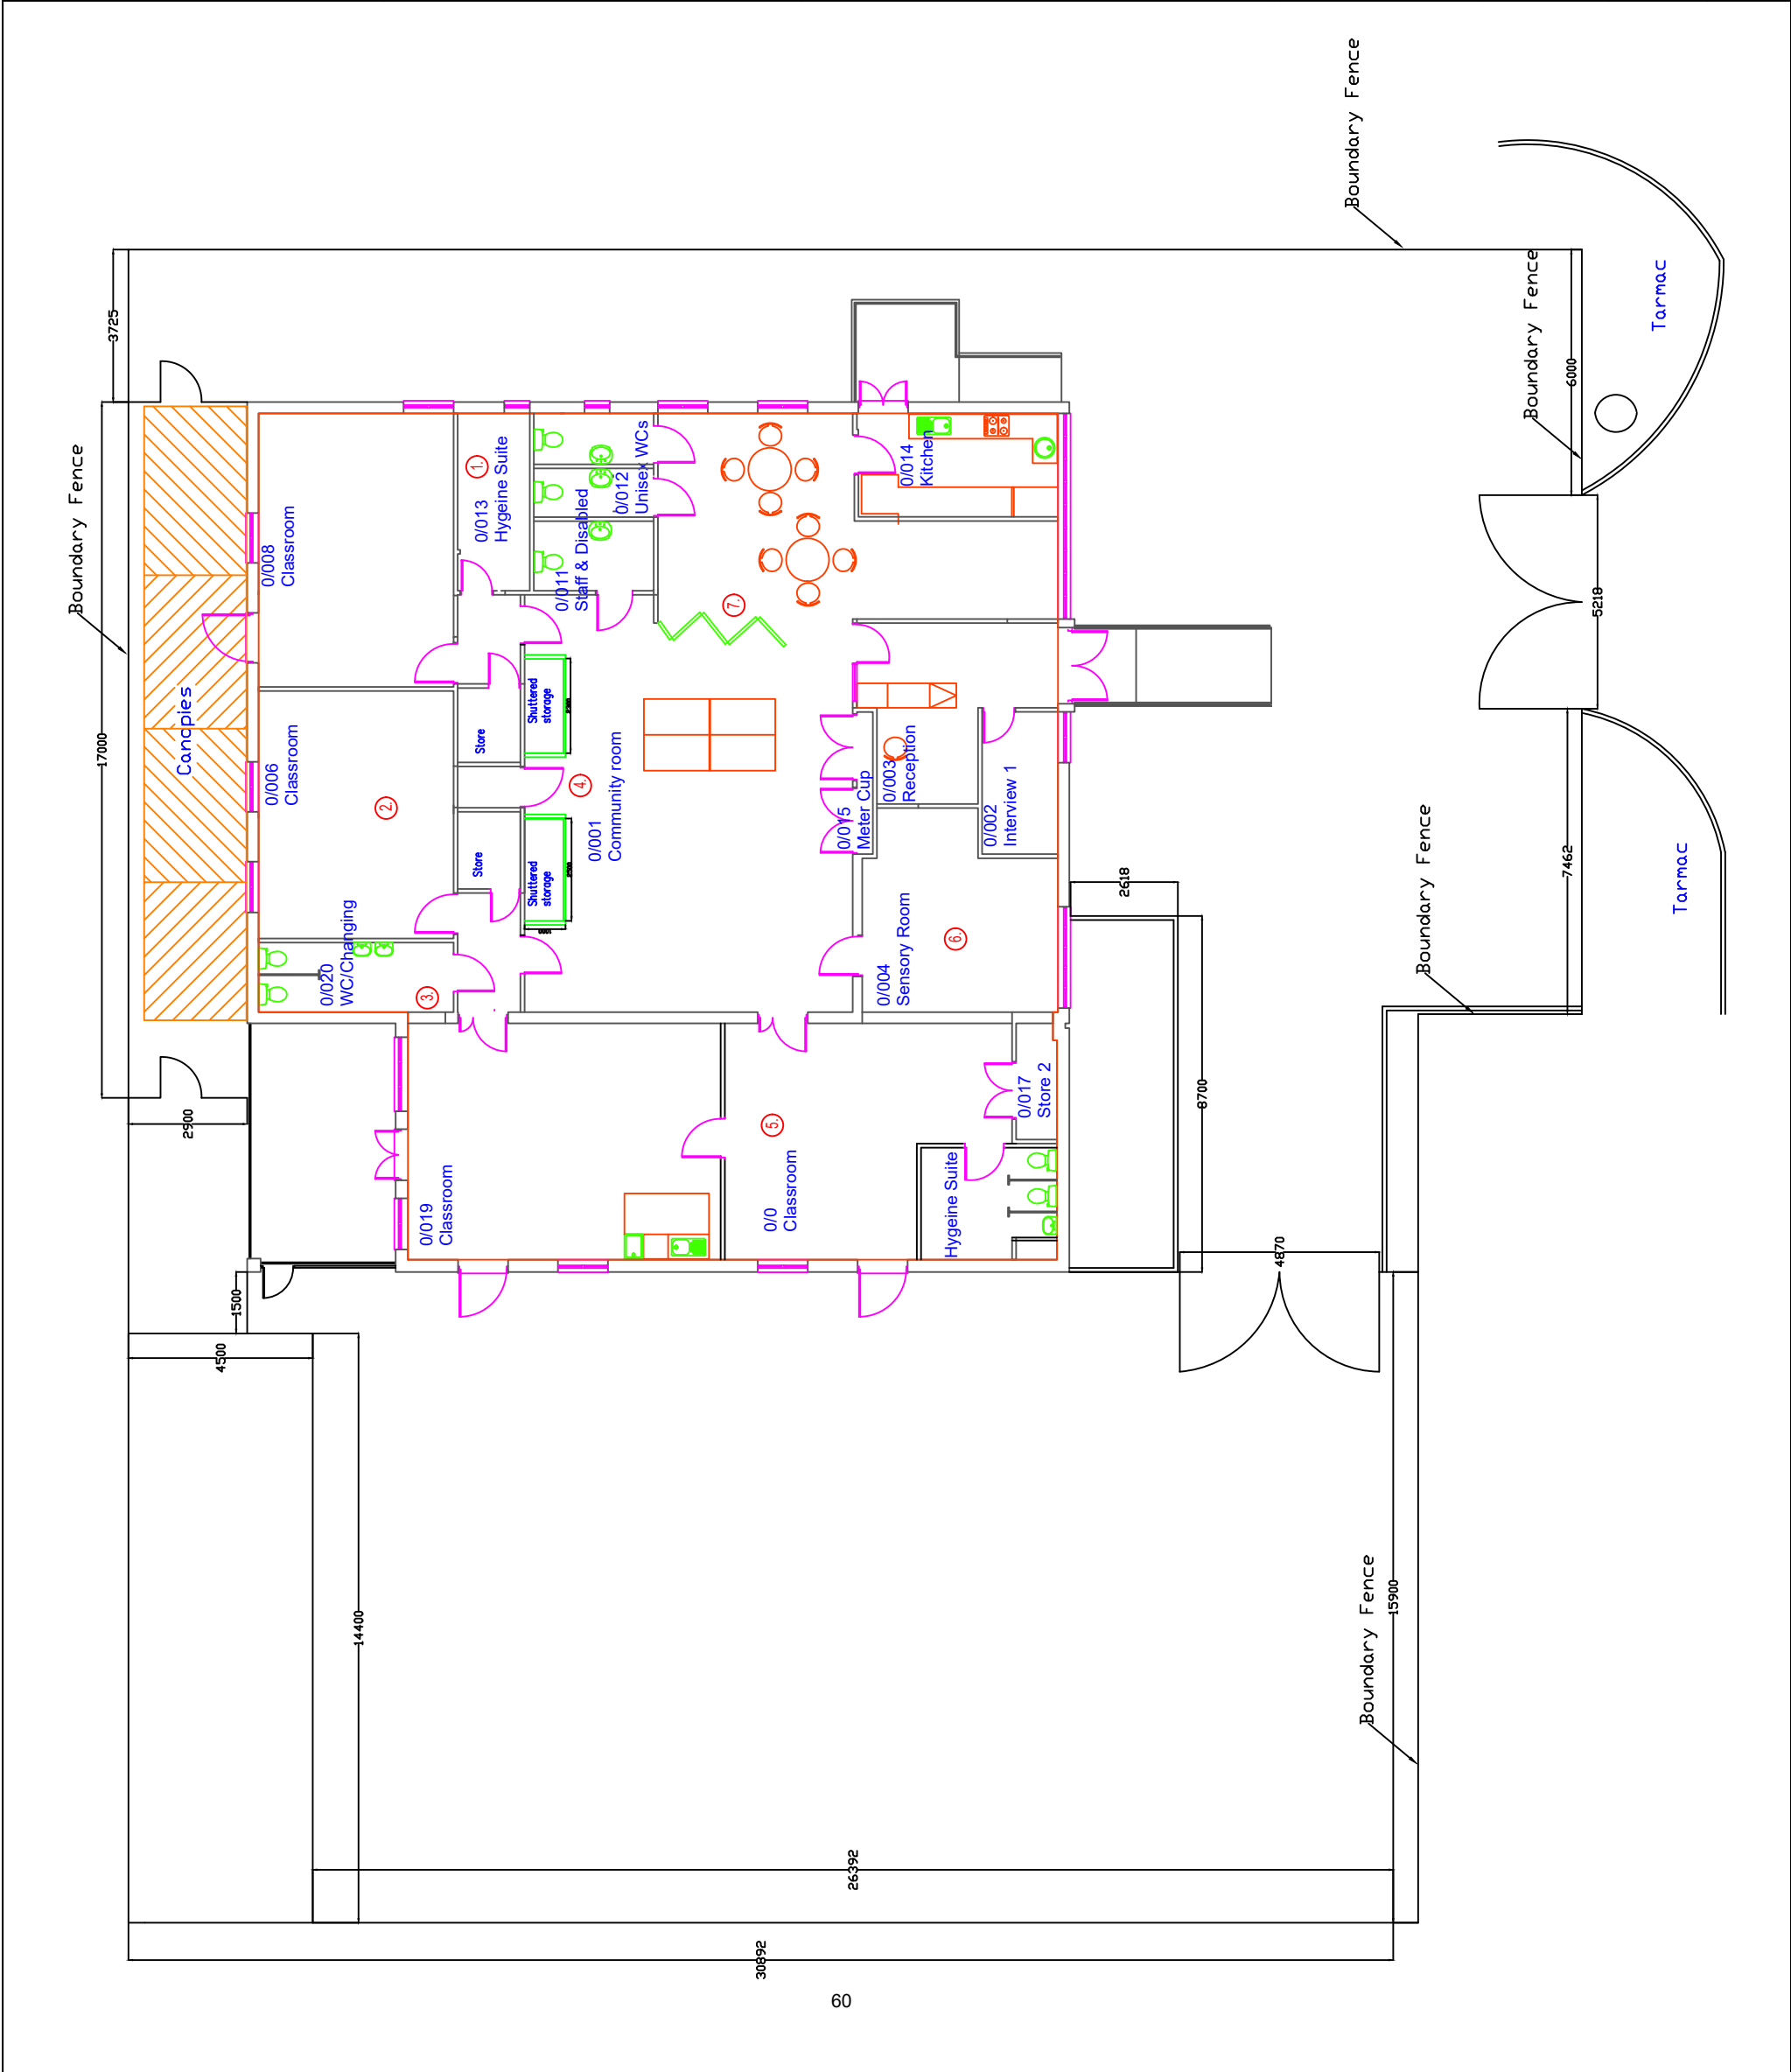 Boundary Fence
Boundary Fence
Boundary Fence
Boundary Fence
Boundary Fence
Tarmac
Tarmac
3725
17000
6000
5218
7462
2618
8700
2900
1500
4500
4870
14400
15900
26392
30892
Canopies
0/008
Classroom
0/006
Classroom
0/020
WC/Changing
1.
0/013
Hygeine Suite
2.
3.
0/011
Staff & Disabled
0/012
Unisex WCs
Store
Store
Shuttered
storage
Shuttered
storage
4.
0/001
Community room
7.
0/014
Kitchen
0/015
Meter Cup
0/003
Reception
0/002
Interview 1
0/004
Sensory Room
6.
0/019
Classroom
5.
0/0
Classroom
0/017
Store 2
Hygeine Suite
60